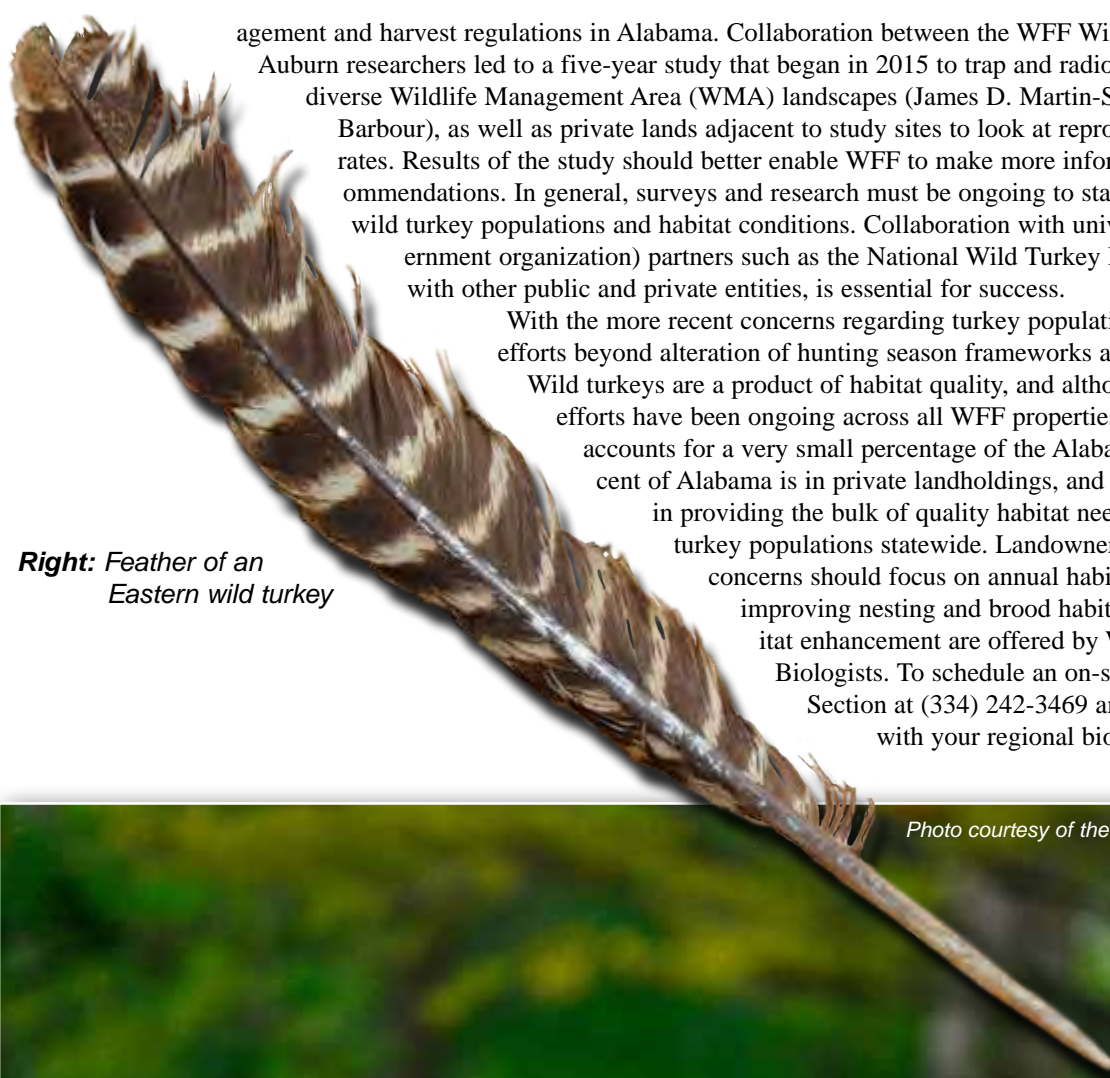 agement and harvest regulations in Alabama. Collaboration between the WFF Wi
Auburn researchers led to a five-year study that began in 2015 to trap and radio
diverse Wildlife Management Area (WMA) landscapes (James D. Martin-S
Barbour), as well as private lands adjacent to study sites to look at repro
rates. Results of the study should better enable WFF to make more infor
ommendations. In general, surveys and research must be ongoing to sta
wild turkey populations and habitat conditions. Collaboration with univ
ernment organization) partners such as the National Wild Turkey
with other public and private entities, is essential for success.
With the more recent concerns regarding turkey populati
efforts beyond alteration of hunting season frameworks a
Wild turkeys are a product of habitat quality, and altho
efforts have been ongoing across all WFF properties
accounts for a very small percentage of the Alaba
cent of Alabama is in private landholdings, and
in providing the bulk of quality habitat nee
turkey populations statewide. Landowner
concerns should focus on annual habi
improving nesting and brood habit
itat enhancement are offered by
Biologists. To schedule an on-s
Section at (334) 242-3469 a
with your regional bio
Right: Feather of an
Eastern wild turkey
Photo courtesy of the